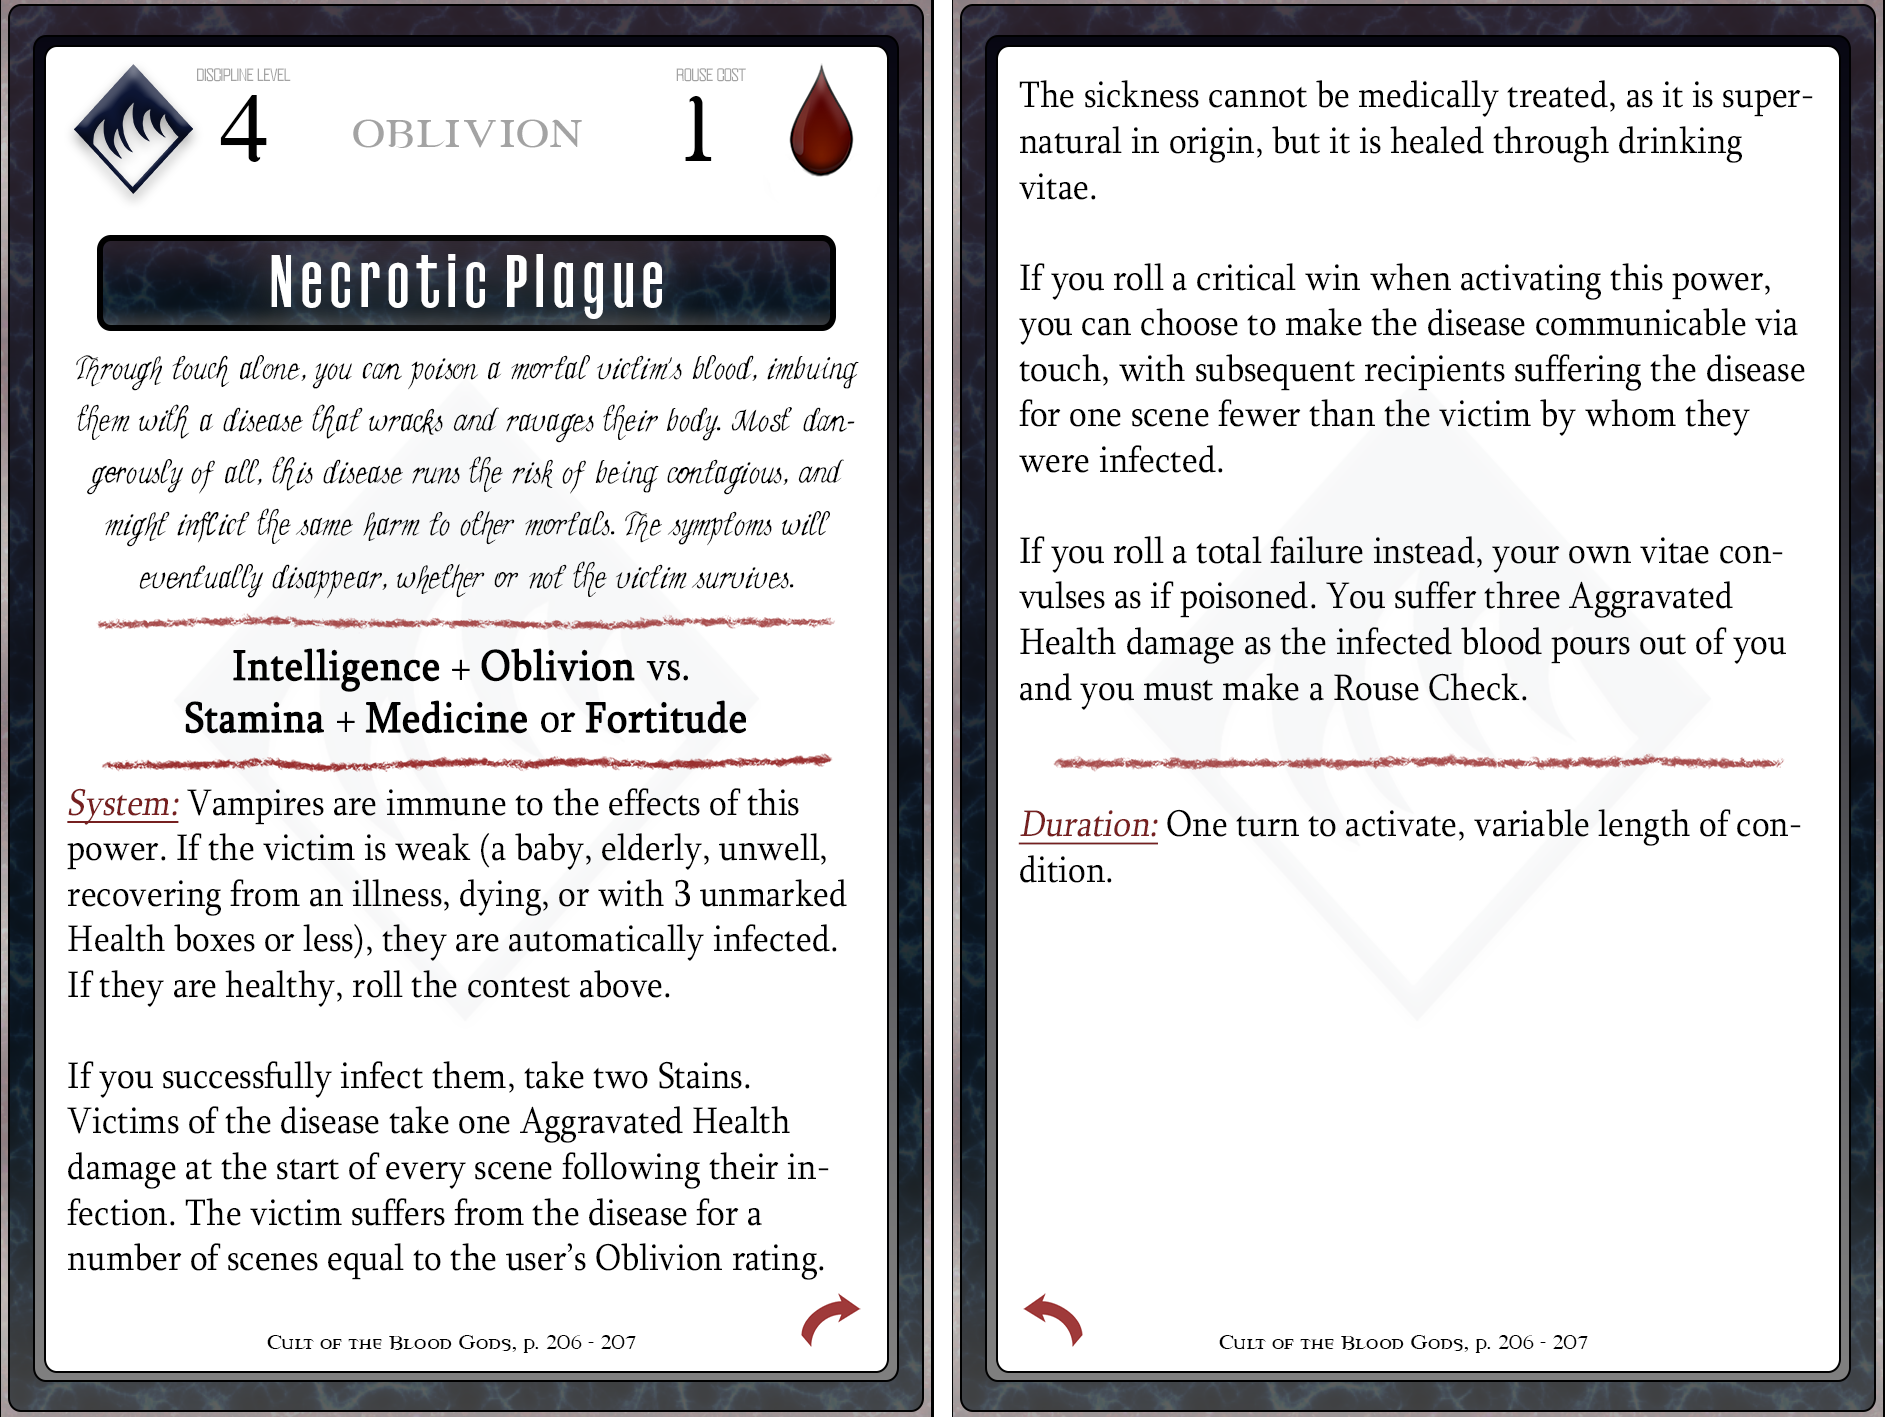 DISCIPLINE LEVEL
4
OBLIVION
ROUSE COST
1
Necrotic Plague
Through touch alone, you can poison a mortal victim's blood, imbuing
them with a disease that wracks and ravages their body. Most dan-
gerously of all, this disease runs the risk of being contagious, and
might inflict the same harm to other mortals. The symptoms will
eventually disappear, whether or not the victim survives.
Intelligence + Oblivion vs.
Stamina + Medicine or Fortitude
System: Vampires are immune to the effects of this
power. If the victim is weak (a baby, elderly, unwell,
recovering from an illness, dying, or with 3 unmarked
Health boxes or less), they are automatically infected.
If they are healthy, roll the contest above.
If you successfully infect them, take two Stains.
Victims of the disease take one Aggravated Health
damage at the start of every scene following their in-
fection. The victim suffers from the disease for a
number of scenes equal to the user's Oblivion rating.
Cult of the Blood Gods, p. 206 - 207
The sickness cannot be medically treated, as it is super-
natural in origin, but it is healed through drinking
vitae.
If you roll a critical win when activating this power,
you can choose to make the disease communicable via
touch, with subsequent recipients suffering the disease
for one scene fewer than the victim by whom they
were infected.
If you roll a total failure instead, your own vitae con-
vulses as if poisoned. You suffer three Aggravated
Health damage as the infected blood pours out of you
and you must make a Rouse Check.
Duration: One turn to activate, variable length of con-
dition.
Cult of the Blood Gods, p. 206 - 207